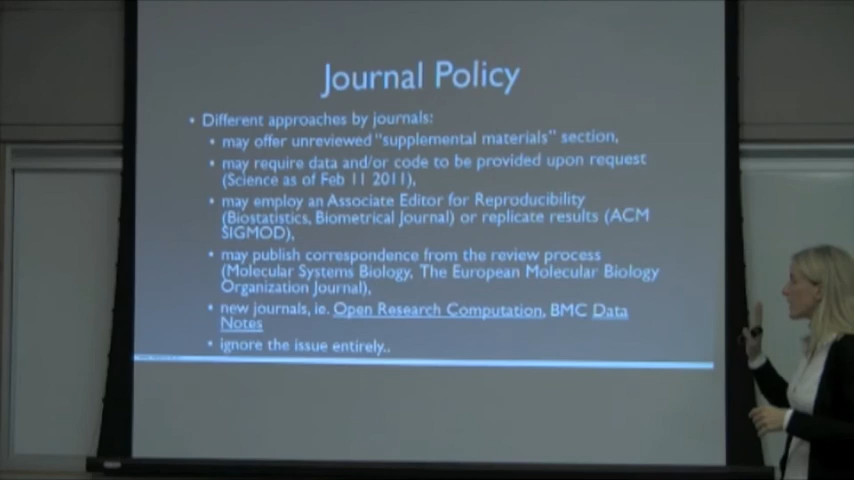 Journal Policy
• Different approaches by journals:
• may offer unreviewed "supplemental materials" section,
• may require data and/or code to be provided upon request
(Science as of Feb 11 2011),
• may employ an Associate Editor for Reproducibility
(Biostatistics, Biometrical Journal) or replicate results (ACM
SIGMOD),
• may publish correspondence from the review process
(Molecular Systems Biology, The European Molecular Biology
Organization Journal),
• new journals, ie. Open Research Computation, BMC Data
Notes
• ignore the issue entirely..